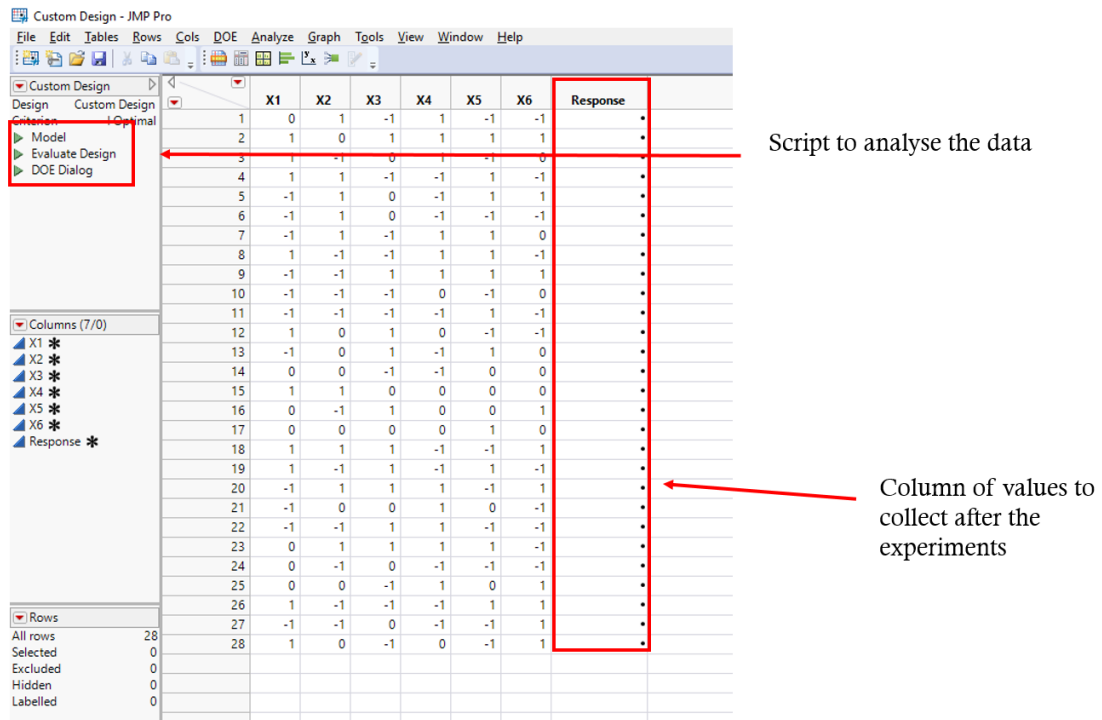 Custom Design - JMP Pro
File Edit Tables Rows Cols DOE Analyze Graph Tools View Window Help
Custom Design
Design Custom Design
Criterion I Optimal
Model
Evaluate Design
DOE Dialog
Columns (7/0)
X1
X2
X3
X4
X5
X6
Response
Rows
All rows 28
Selected 0
Excluded 0
Hidden 0
Labelled 0
X1 X2 X3 X4 X5 X6 Response
1 0 1 -1 1 -1 -1 •
2 1 0 1 1 1 1 •
3 1 -1 0 1 -1 0 •
4 1 1 -1 -1 1 -1 •
5 -1 1 0 -1 1 1 •
6 -1 1 0 -1 -1 -1 •
7 -1 1 -1 1 1 0 •
8 1 -1 -1 1 1 -1 •
9 -1 -1 1 1 1 1 •
10 -1 -1 -1 0 -1 0 •
11 -1 -1 -1 -1 1 -1 •
12 1 0 1 0 -1 -1 •
13 -1 0 1 -1 1 0 •
14 0 0 -1 -1 0 0 •
15 1 1 0 0 0 0 •
16 0 -1 1 0 0 1 •
17 0 0 0 0 1 0 •
18 1 1 1 -1 -1 1 •
19 1 -1 1 -1 1 -1 •
20 -1 1 1 1 -1 1 •
21 -1 0 0 1 0 -1 •
22 -1 -1 1 1 -1 -1 •
23 0 1 1 1 1 -1 •
24 0 -1 0 -1 -1 -1 •
25 0 0 -1 1 0 1 •
26 1 -1 -1 -1 1 1 •
27 -1 -1 0 -1 -1 1 •
28 1 0 -1 0 -1 1 •
Script to analyse the data
Column of values to
collect after the
experiments